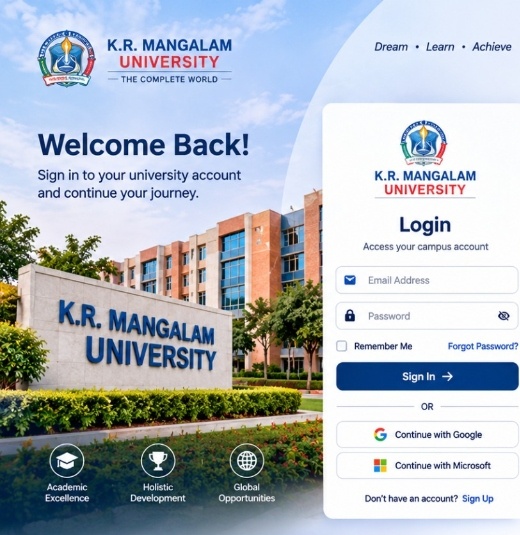 K.R. MANGALAM
UNIVERSITY
THE COMPLETE WORLD
Dream • Learn • Achieve
Welcome Back!
Sign in to your university account
and continue your journey.
K.R. MANGALAM
UNIVERSITY
Academic
Excellence
Holistic
Development
Global
Opportunities
K.R. MANGALAM
UNIVERSITY
Login
Access your campus account
Email Address
Password
Remember Me
Forgot Password?
Sign In →
OR
Continue with Google
Continue with Microsoft
Don't have an account? Sign Up